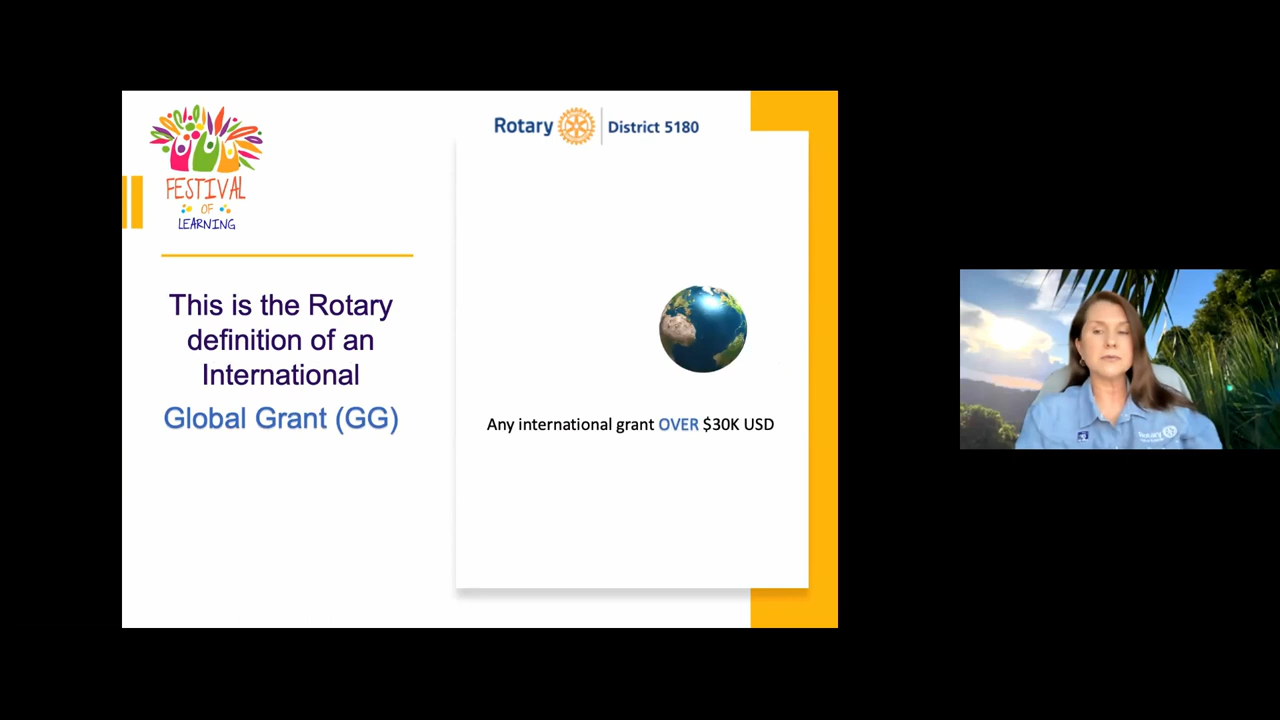 FESTIVAL
OF
LEARNING
Rotary
District 5180
This is the Rotary
definition of an
International
Global Grant (GG)
Any international grant OVER $30K USD
Rotary